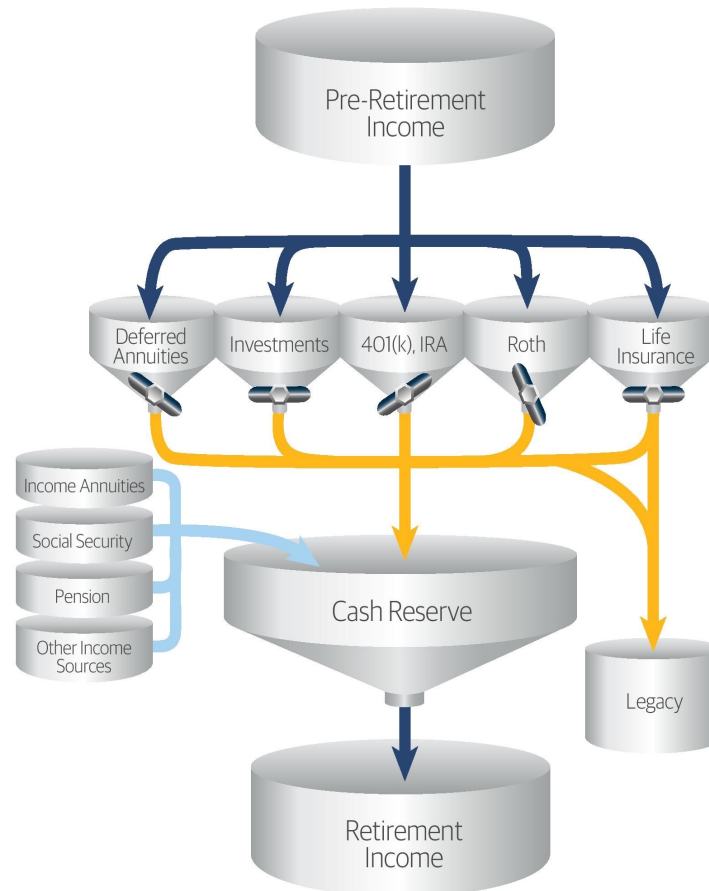 Pre-Retirement
Income
Deferred
Annuities
Investments
401(k), IRA
Roth
Life
Insurance
Income Annuities
Social Security
Pension
Other Income
Sources
Cash Reserve
Legacy
Retirement
Income